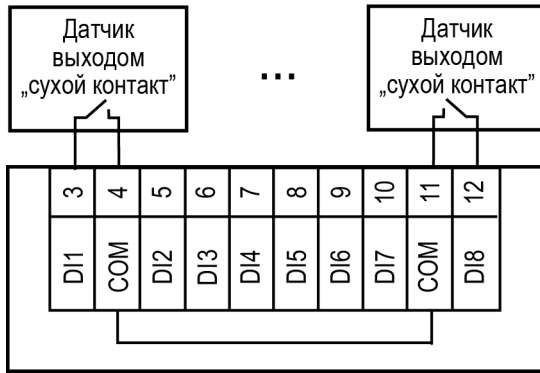 Датчик
выходом
„сухой контакт”
...
Датчик
выходом
„сухой контакт”
3 4 5 6 7 8 9 10 11 12
DI1 COM DI2 DI3 DI4 DI5 DI6 DI7 COM DI8